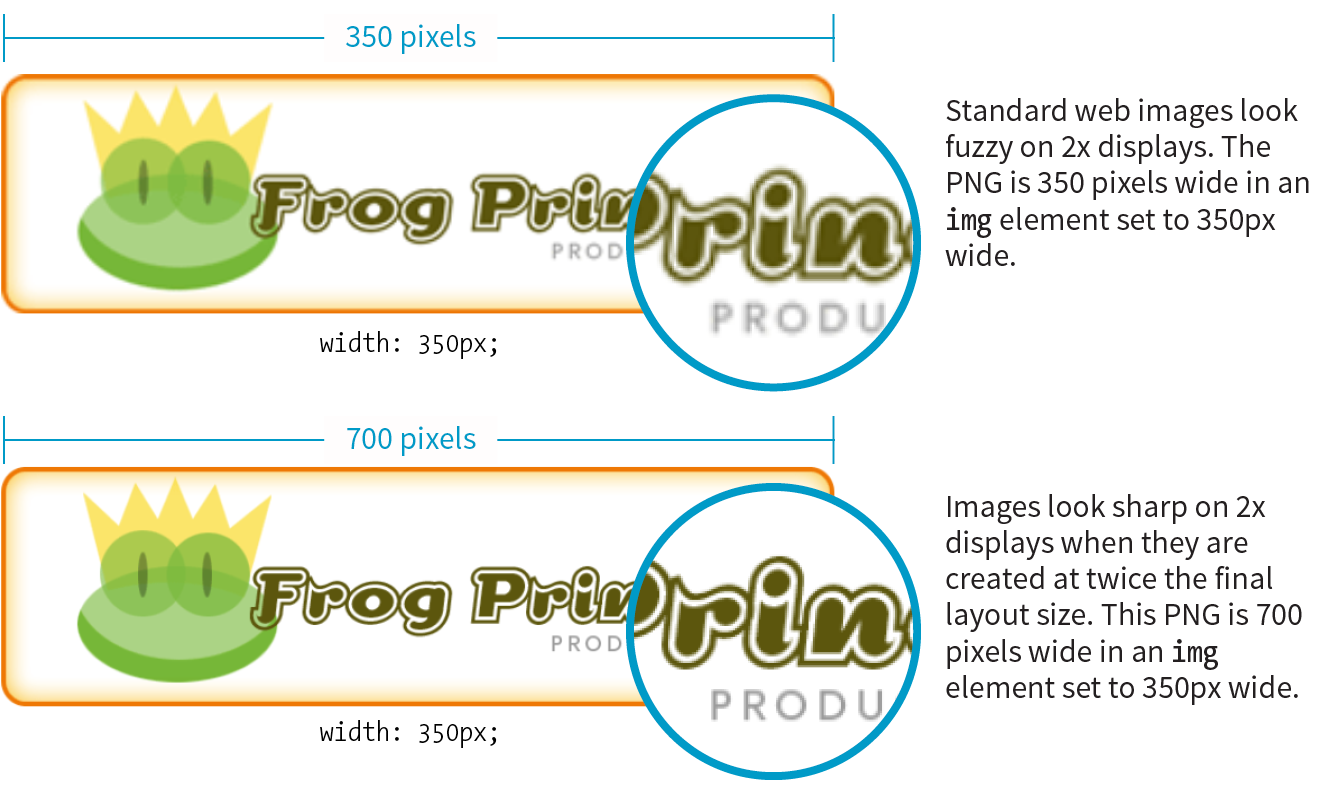 350 pixels
Frog Prin
PROD
rin
PRODU
width: 350px;
Standard web images look
fuzzy on 2x displays. The
PNG is 350 pixels wide in an
img element set to 350px
wide.
700 pixels
Frog Prin
PROD
rin
PRODU
width: 350px;
Images look sharp on 2x
displays when they are
created at twice the final
layout size. This PNG is 700
pixels wide in an img
element set to 350px wide.